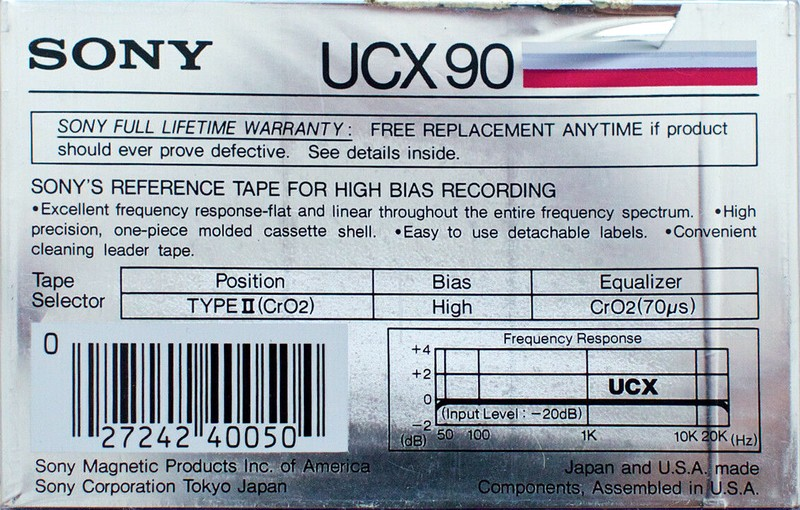 SONY UCX 90
SONY FULL LIFETIME WARRANTY: FREE REPLACEMENT ANYTIME if product
should ever prove defective. See details inside.
SONY'S REFERENCE TAPE FOR HIGH BIAS RECORDING
•Excellent frequency response-flat and linear throughout the entire frequency spectrum. •High
precision, one-piece molded cassette shell. •Easy to use detachable labels. •Convenient
cleaning leader tape.
Tape Selector
Position Bias Equalizer
TYPE II (CrO2) High CrO2(70μs)
0
27242 40050
Frequency Response
+4
+2
0
-2
(dB)
UCX
(Input Level : -20dB)
50 100 1K 10K 20K (Hz)
Sony Magnetic Products Inc. of America
Sony Corporation Tokyo Japan
Japan and U.S.A. made
Components, Assembled in U.S.A.